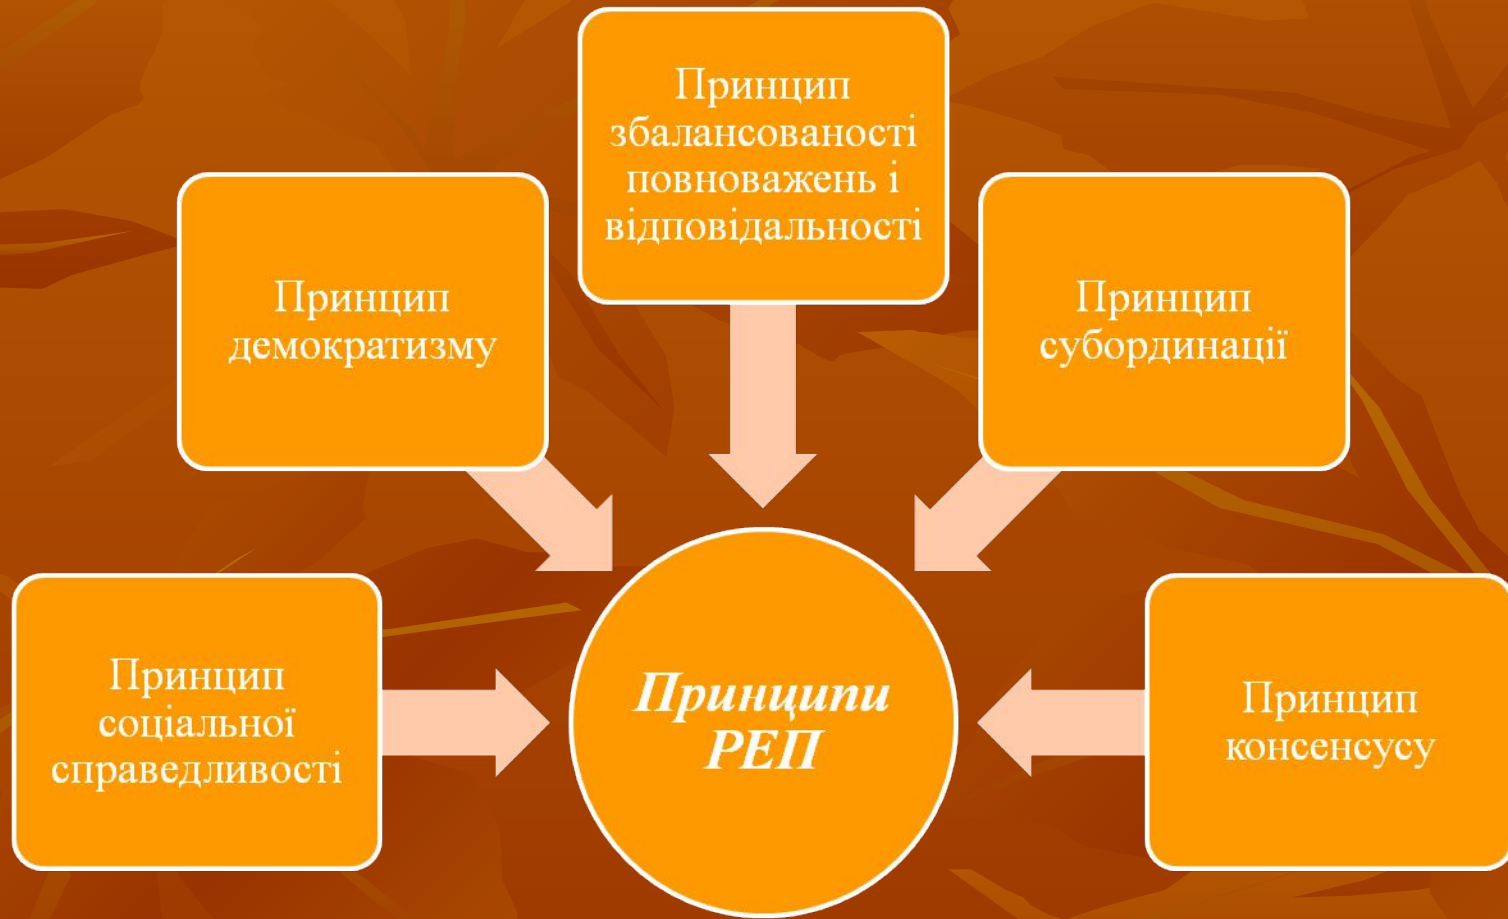 Принцип
збалансованості
повноважень і
відповідальності
Принцип
демократизму
Принцип
субординації
Принцип
соціальної
справедливості
Принципи
РЕП
Принцип
консенсусу